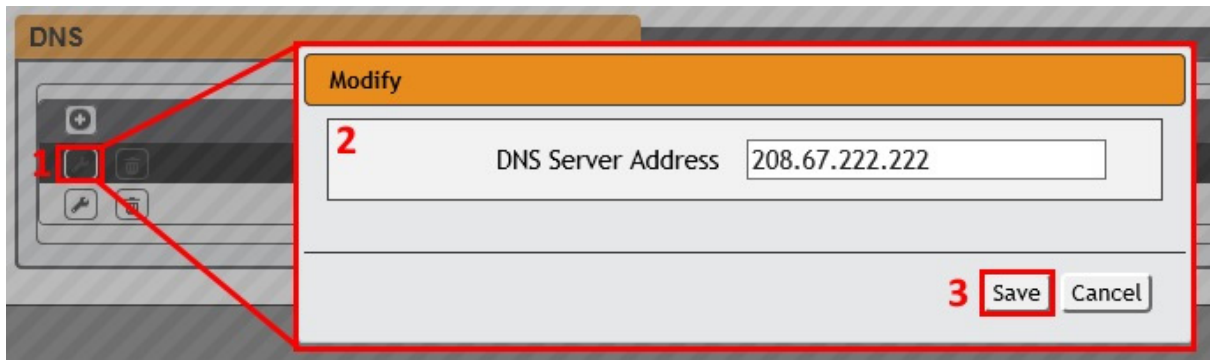 DNS
Modify
1
2
DNS Server Address 208.67.222.222
3 Save Cancel